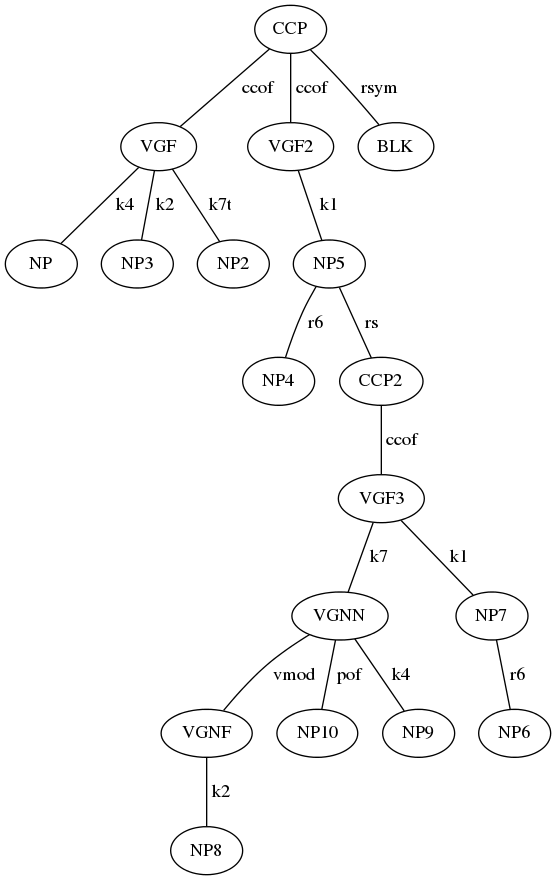 CCP
ccof ccof rsym
VGF VGF2 BLK
k4 k2 k7t k1
NP NP3 NP2 NP5
r6 rs
NP4 CCP2
ccof
VGF3
k7 k1
VGNN NP7
vmod pof k4 r6
VGNF NP10 NP9 NP6
k2
NP8